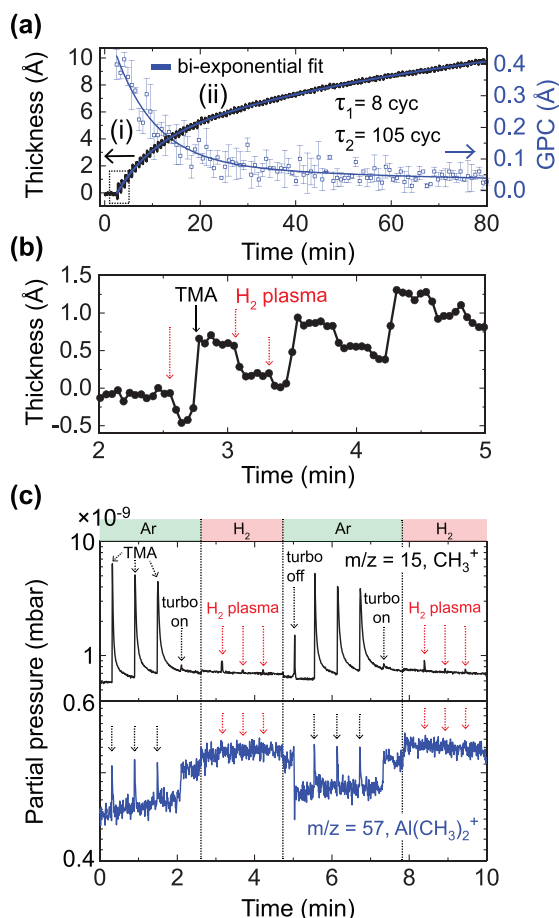 (a)
10
8
6
4
2
0
Thickness (Å)
bi-exponential fit
(i)
(ii)
τ1 = 8 cyc
τ2 = 105 cyc
0.4
0.3
0.2
0.1
0.0
GPC (Å)
0 20 40 60 80
Time (min)
(b)
1.5
1.0
0.5
0.0
-0.5
Thickness (Å)
TMA
H2 plasma
2 3 4 5
Time (min)
(c)
×10-9
Ar H2 Ar H2
10
1
TMA
turbo on
H2 plasma
turbo off
m/z = 15, CH3+
turbo on
H2 plasma
Partial pressure (mbar)
0.6
0.4
m/z = 57, Al(CH3)2+
0 2 4 6 8 10
Time (min)